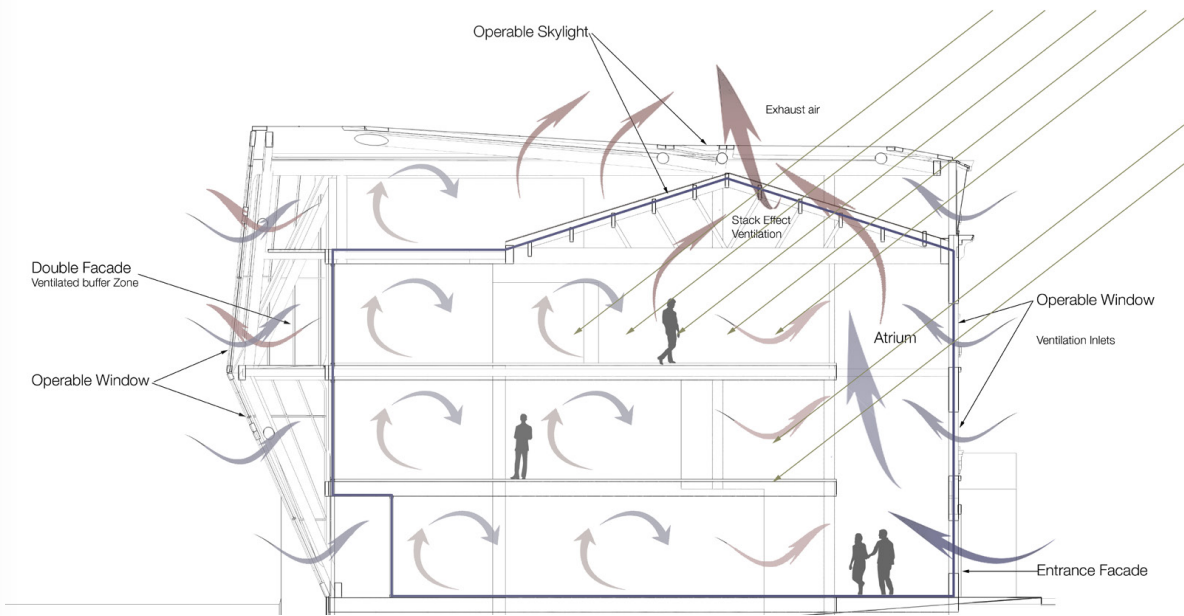 Operable Skylight
Exhaust air
Stack Effect
Ventilation
Double Facade
Ventilated buffer Zone
Operable Window
Operable Window
Ventilation Inlets
Atrium
Entrance Facade